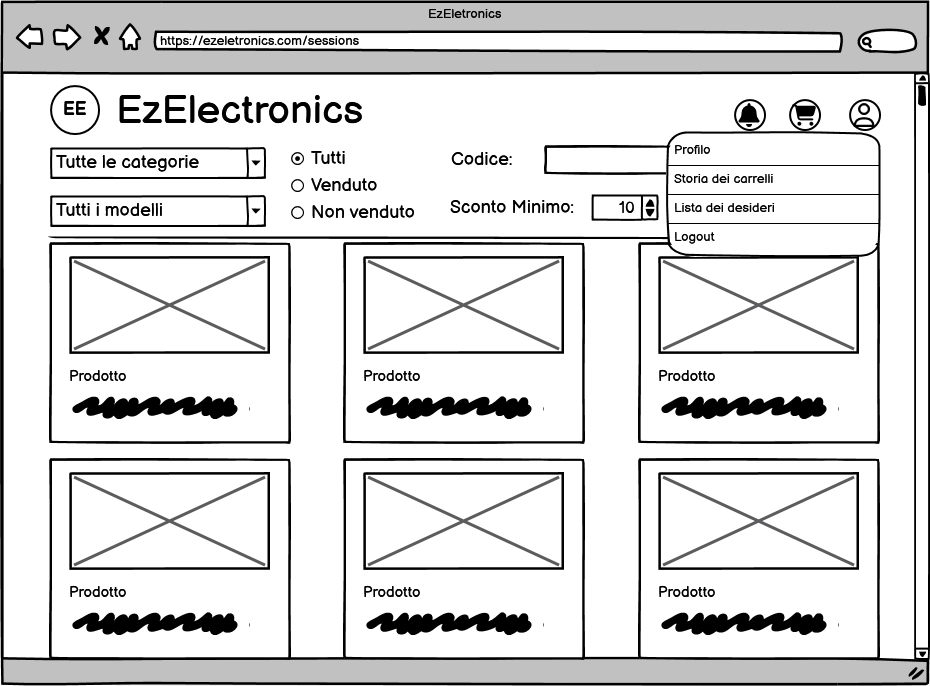 EzEletronics
https://ezeletronics.com/sessions
EE
EzElectronics
Tutte le categorie
Tutti
Codice:
Venduto
Tutti i modelli
Non venduto
Sconto Minimo:
10
Profilo
Storia dei carrelli
Lista dei desideri
Logout
Prodotto
Prodotto
Prodotto
Prodotto
Prodotto
Prodotto